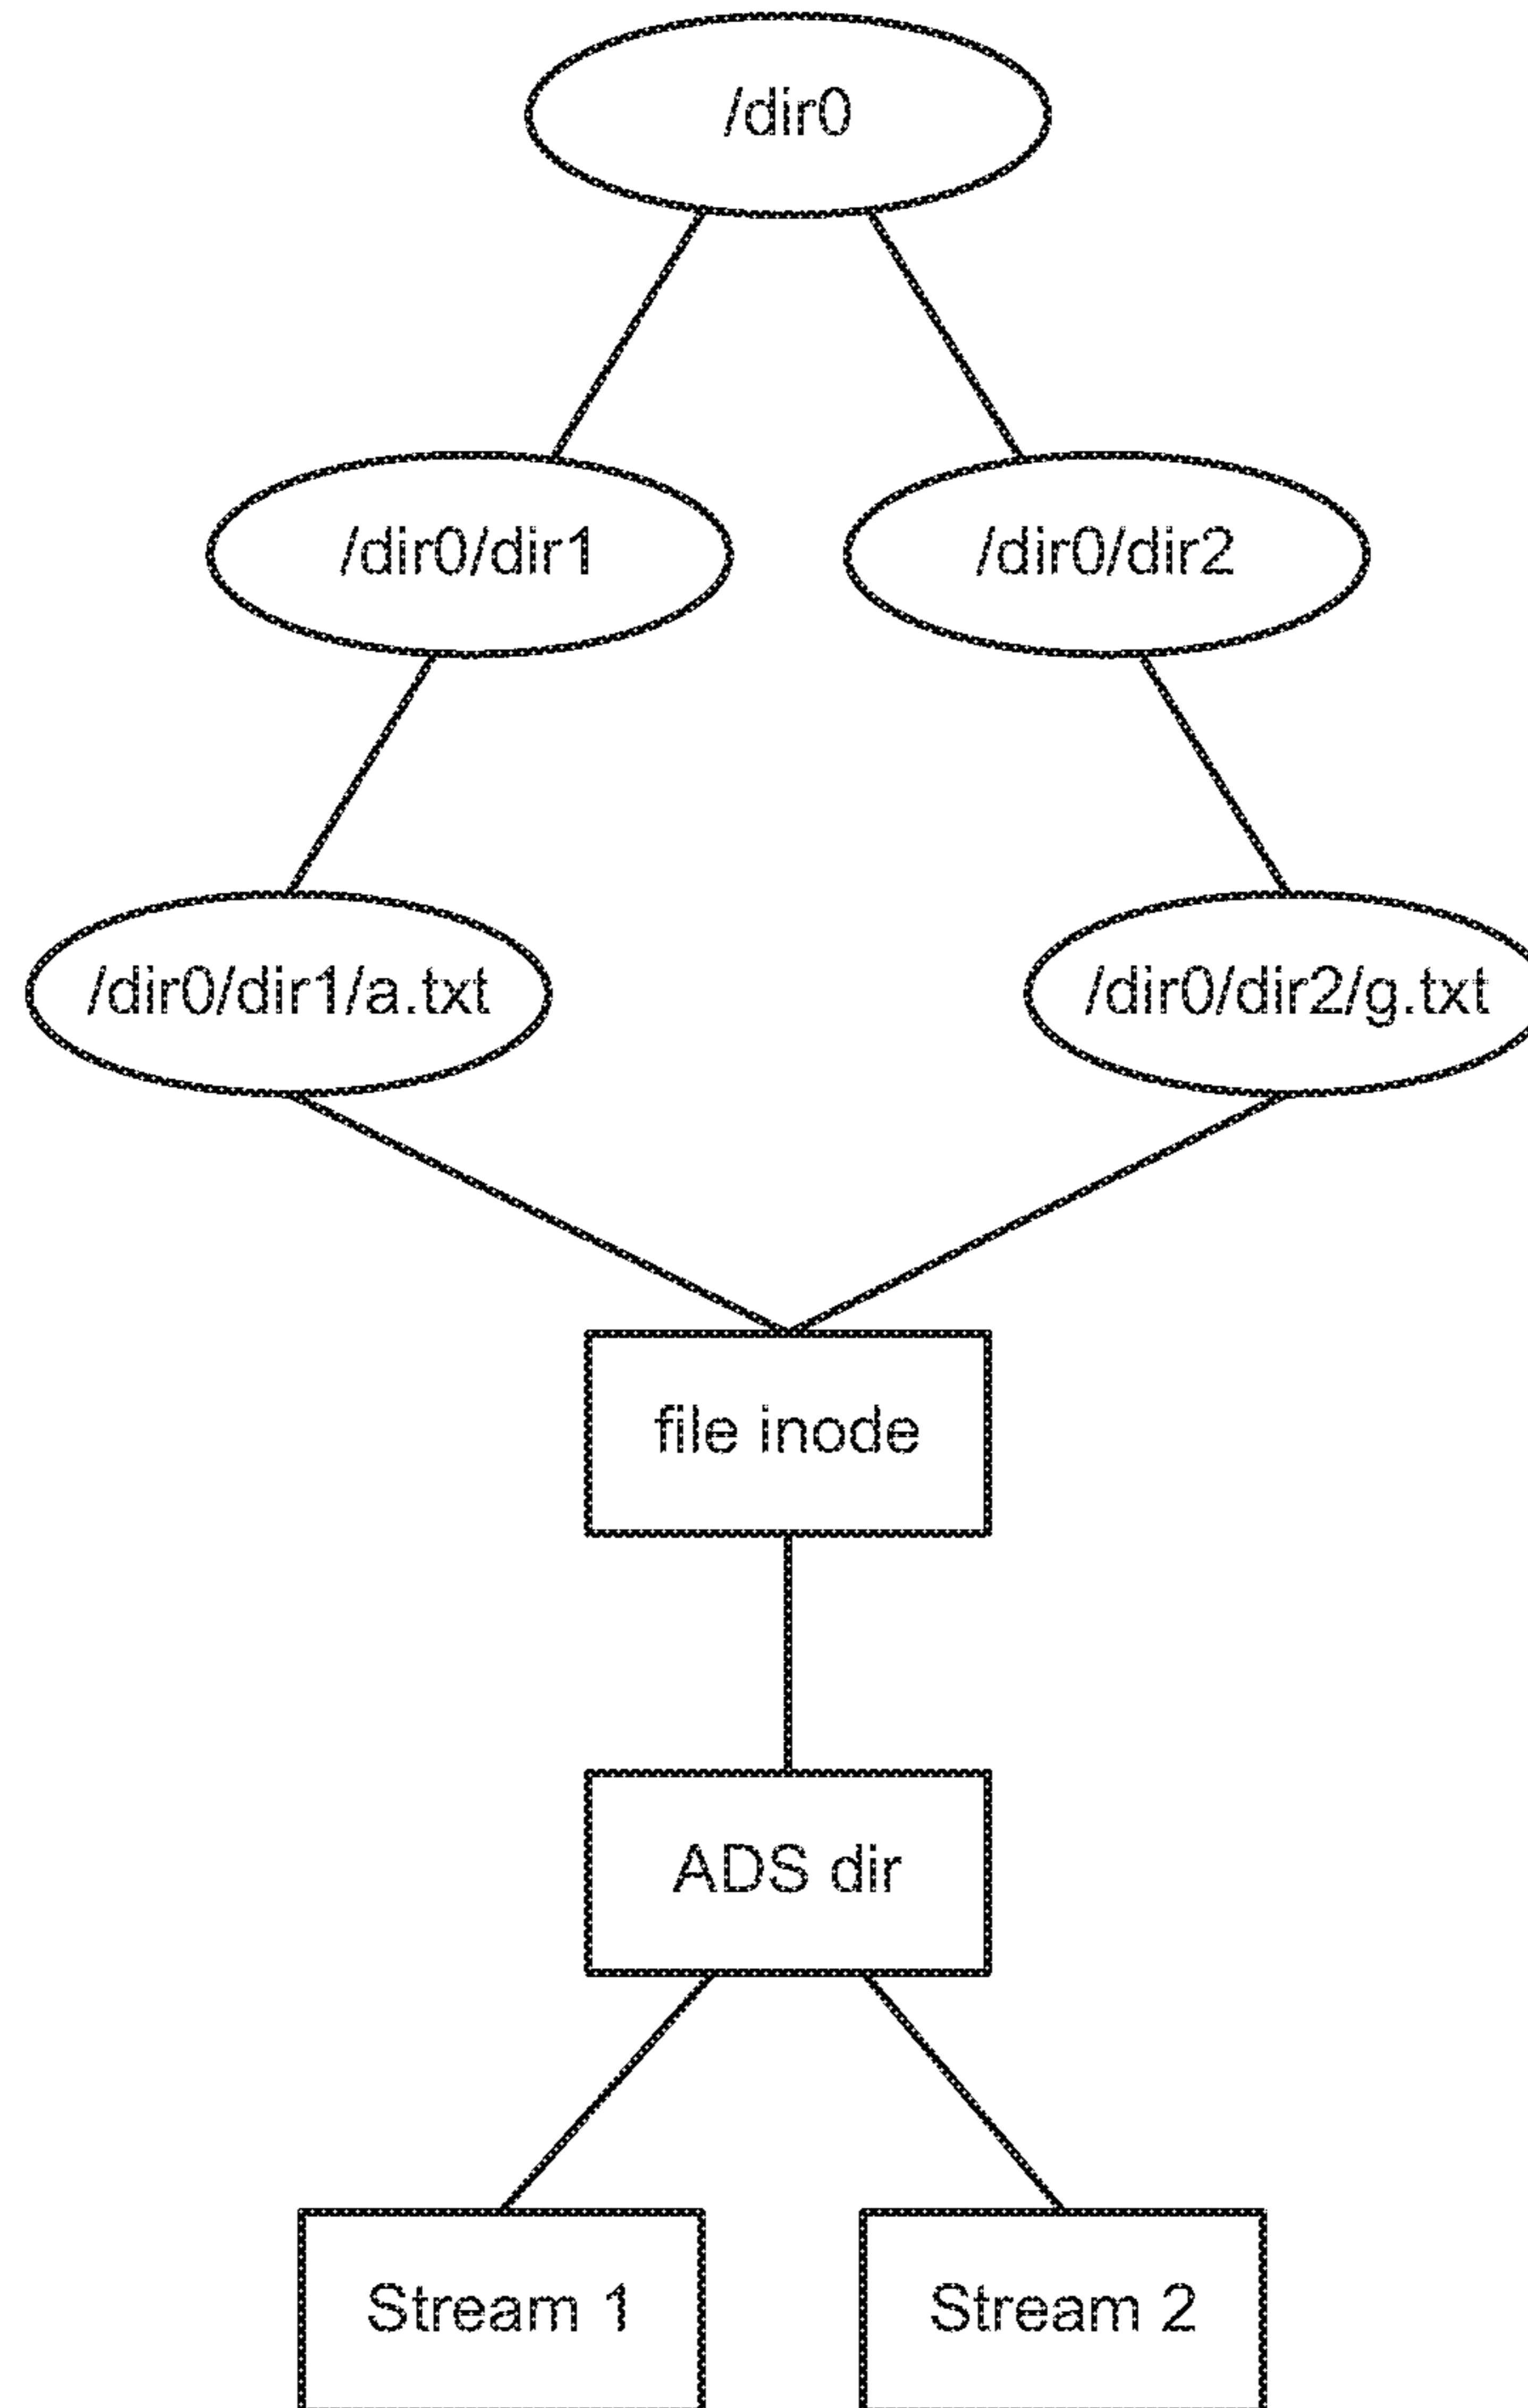 /dir0
/dir0/dir1
/dir0/dir2
/dir0/dir1/a.txt
/dir0/dir2/g.txt
file inode
ADS dir
Stream 1
Stream 2